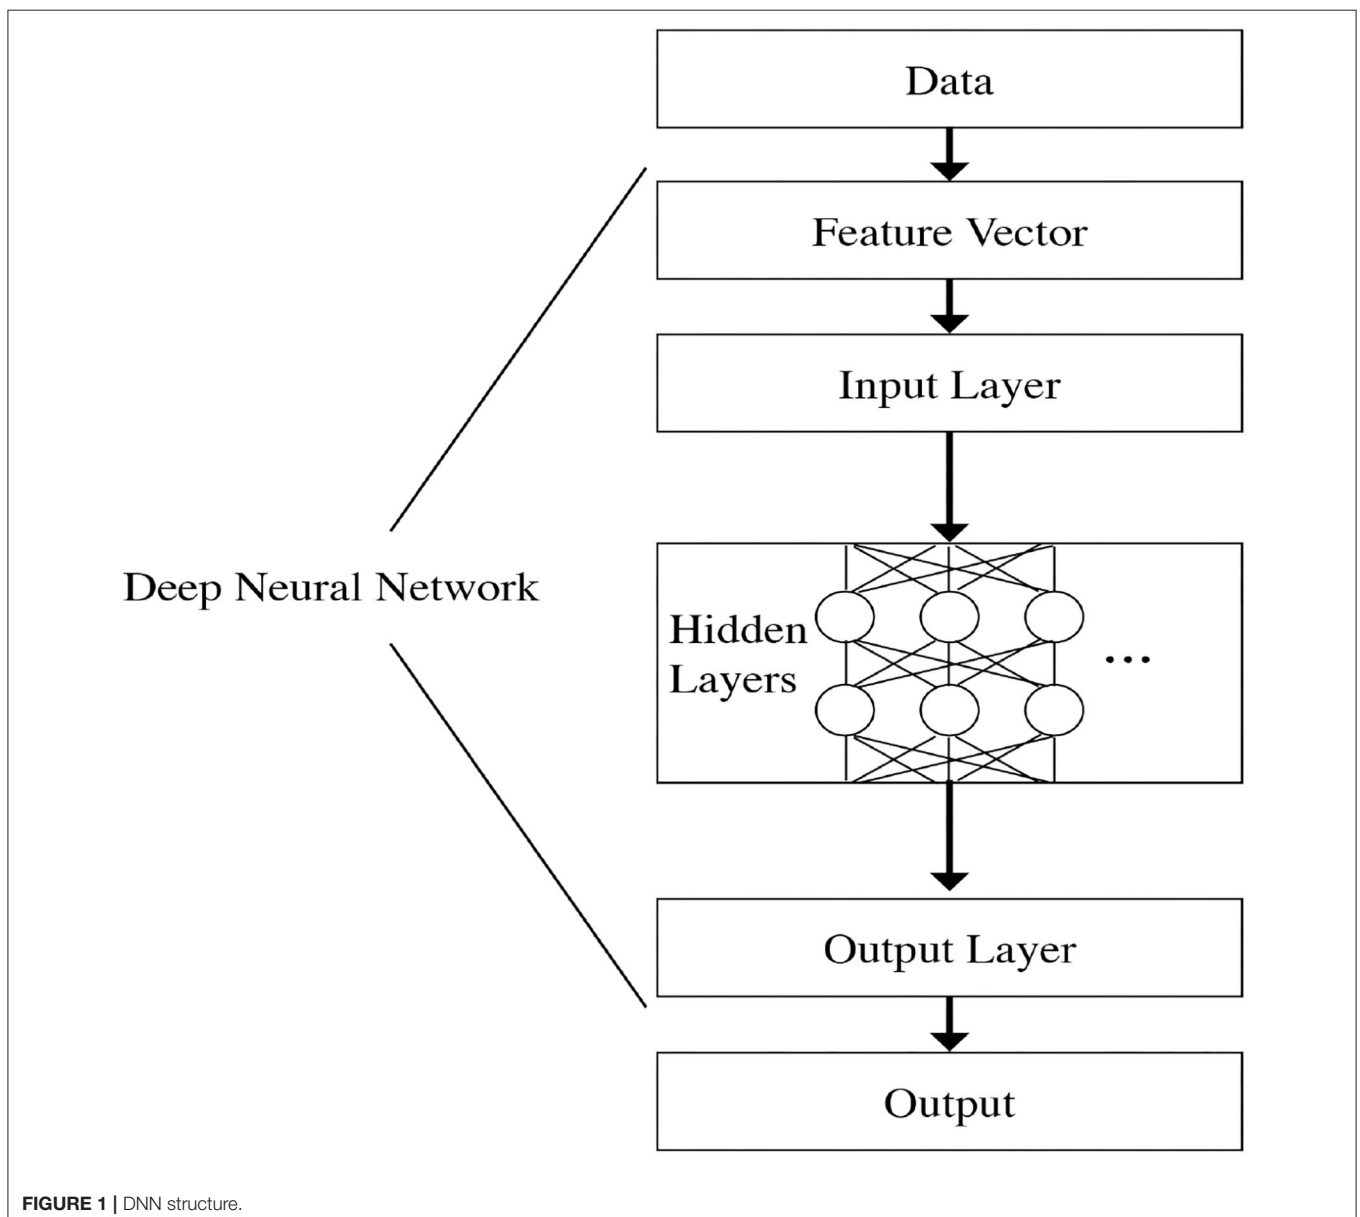 Data
Feature Vector
Input Layer
Deep Neural Network
Hidden
Layers
...
Output Layer
Output
FIGURE 1 | DNN structure.